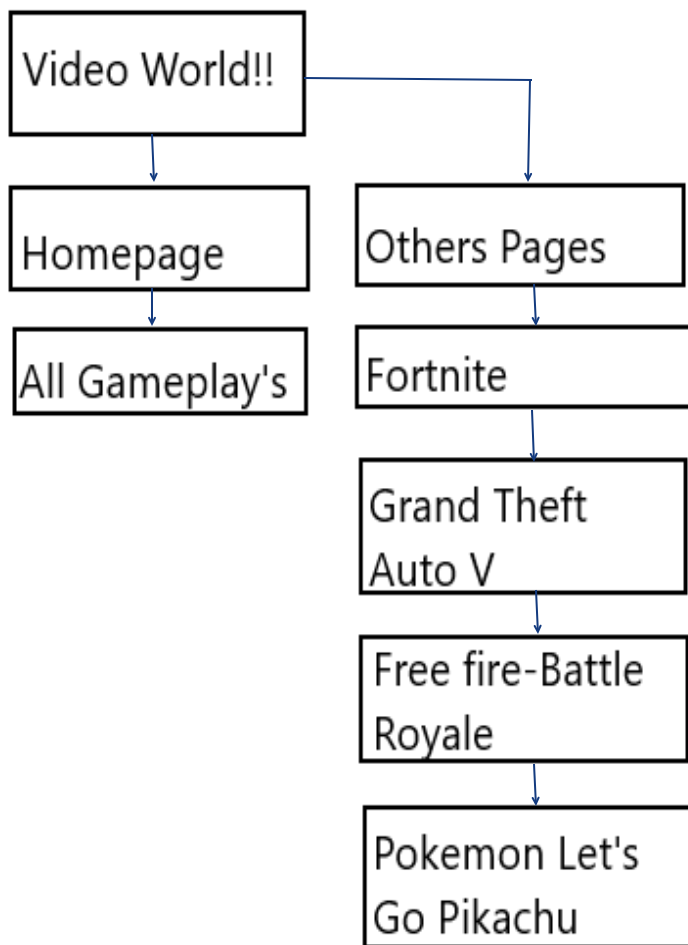 Video World!!
Homepage
All Gameplay's
Others Pages
Fortnite
Grand Theft
Auto V
Free fire-Battle
Royale
Pokemon Let's
Go Pikachu